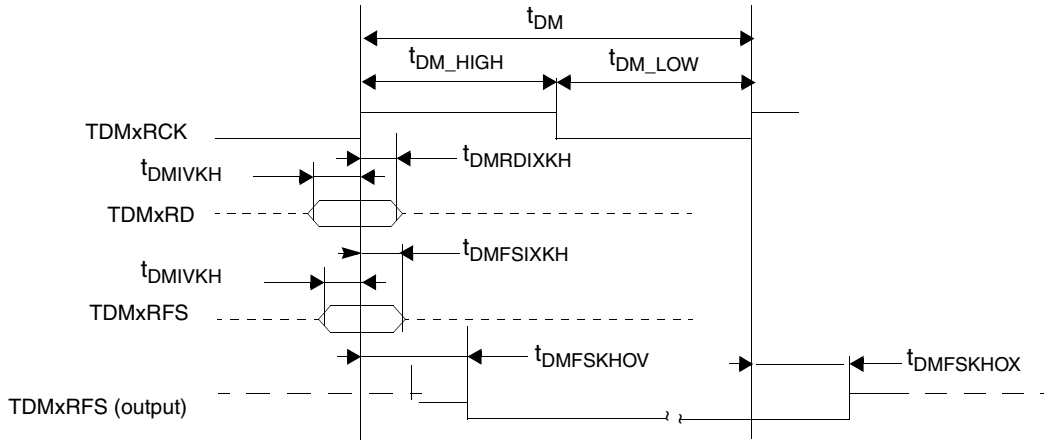 tDM
tDM_HIGH
tDM_LOW
TDMxRCK
tDMRDIXKH
tDMIVKH
TDMxRD
tDMFSIXKH
tDMIVKH
TDMxRFS
tDMFSKHOV
tDMFSKHOX
TDMxRFS (output)